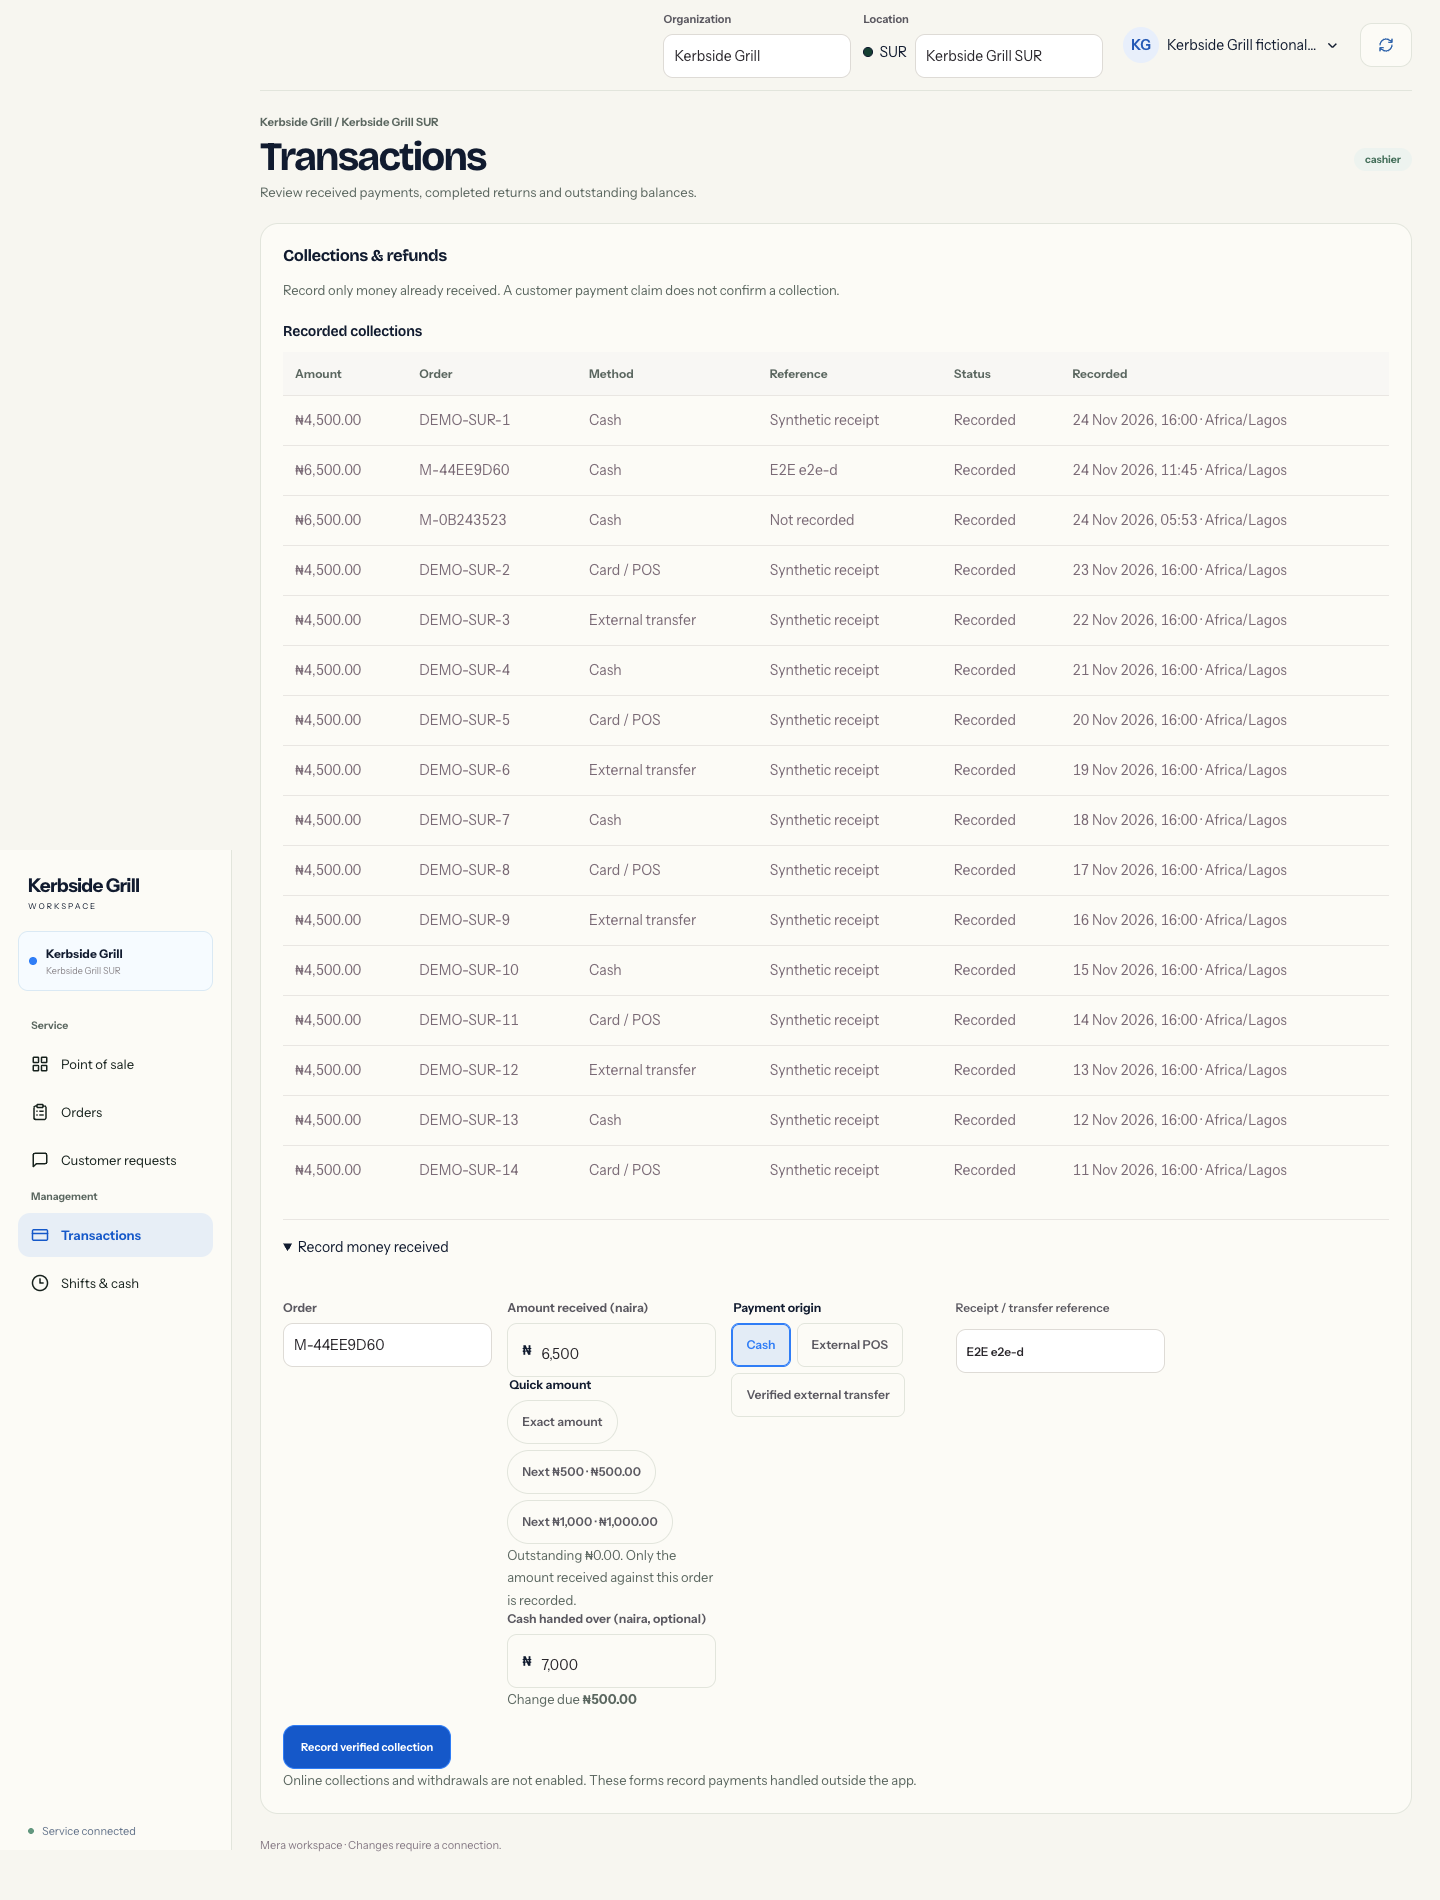 Organization
Location
Kerbside Grill
SUR
Kerbside Grill SUR
KG
Kerbside Grill fictional...
Kerbside Grill / Kerbside Grill SUR
Transactions
cashier
Review received payments, completed returns and outstanding balances.
Collections & refunds
Record only money already received. A customer payment claim does not confirm a collection.
Recorded collections
Amount Order Method Reference Status Recorded
₦4,500.00 DEMO-SUR-1 Cash Synthetic receipt Recorded 24 Nov 2026, 16:00 · Africa/Lagos
₦6,500.00 M-44EE9D60 Cash E2E e2e-d Recorded 24 Nov 2026, 11:45 · Africa/Lagos
₦6,500.00 M-0B243523 Cash Not recorded Recorded 24 Nov 2026, 05:53 · Africa/Lagos
₦4,500.00 DEMO-SUR-2 Card / POS Synthetic receipt Recorded 23 Nov 2026, 16:00 · Africa/Lagos
₦4,500.00 DEMO-SUR-3 External transfer Synthetic receipt Recorded 22 Nov 2026, 16:00 · Africa/Lagos
₦4,500.00 DEMO-SUR-4 Cash Synthetic receipt Recorded 21 Nov 2026, 16:00 · Africa/Lagos
₦4,500.00 DEMO-SUR-5 Card / POS Synthetic receipt Recorded 20 Nov 2026, 16:00 · Africa/Lagos
₦4,500.00 DEMO-SUR-6 External transfer Synthetic receipt Recorded 19 Nov 2026, 16:00 · Africa/Lagos
₦4,500.00 DEMO-SUR-7 Cash Synthetic receipt Recorded 18 Nov 2026, 16:00 · Africa/Lagos
₦4,500.00 DEMO-SUR-8 Card / POS Synthetic receipt Recorded 17 Nov 2026, 16:00 · Africa/Lagos
₦4,500.00 DEMO-SUR-9 External transfer Synthetic receipt Recorded 16 Nov 2026, 16:00 · Africa/Lagos
₦4,500.00 DEMO-SUR-10 Cash Synthetic receipt Recorded 15 Nov 2026, 16:00 · Africa/Lagos
₦4,500.00 DEMO-SUR-11 Card / POS Synthetic receipt Recorded 14 Nov 2026, 16:00 · Africa/Lagos
₦4,500.00 DEMO-SUR-12 External transfer Synthetic receipt Recorded 13 Nov 2026, 16:00 · Africa/Lagos
₦4,500.00 DEMO-SUR-13 Cash Synthetic receipt Recorded 12 Nov 2026, 16:00 · Africa/Lagos
₦4,500.00 DEMO-SUR-14 Card / POS Synthetic receipt Recorded 11 Nov 2026, 16:00 · Africa/Lagos
Kerbside Grill
WORKSPACE
Kerbside Grill
Kerbside Grill SUR
Service
Point of sale
Orders
Customer requests
Management
Transactions
Shifts & cash
Service connected
Record money received
Order
M-44EE9D60
Amount received (naira)
₦ 6,500
Quick amount
Exact amount
Next ₦500 · ₦500.00
Next ₦1,000 · ₦1,000.00
Outstanding ₦0.00. Only the
amount received against this order
is recorded.
Cash handed over (naira, optional)
₦ 7,000
Change due ₦500.00
Payment origin
Cash
External POS
Verified external transfer
Receipt / transfer reference
E2E e2e-d
Record verified collection
Online collections and withdrawals are not enabled. These forms record payments handled outside the app.
Mera workspace · Changes require a connection.